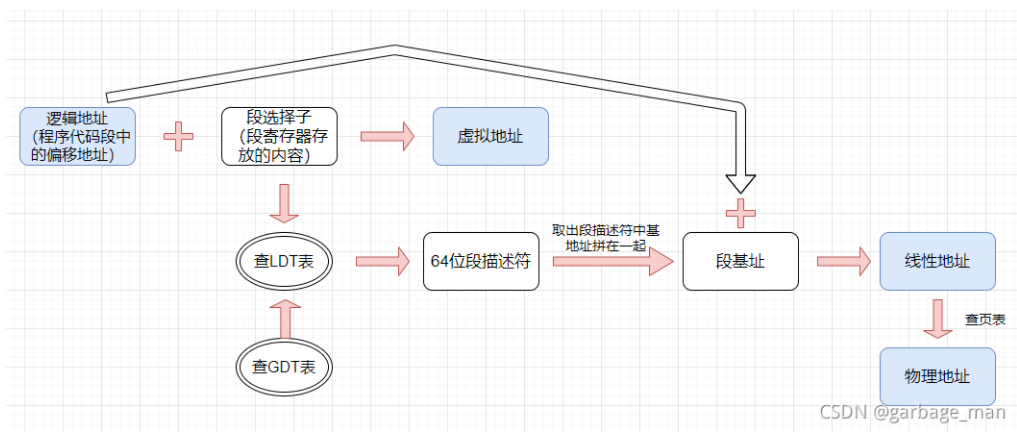 逻辑地址
（程序代码段中
的偏移地址）
段选择子
（段寄存器存
放的内容）
虚拟地址
查LDT表
64位段描述符
取出段描述符中基
地址拼在一起
段基址
线性地址
查页表
查GDT表
物理地址
CSDN @garbage_man